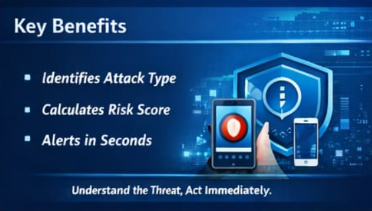 Key Benefits
Identifies Attack Type
Calculates Risk Score
Alerts in Seconds
Understand the Threat, Act Immediately.